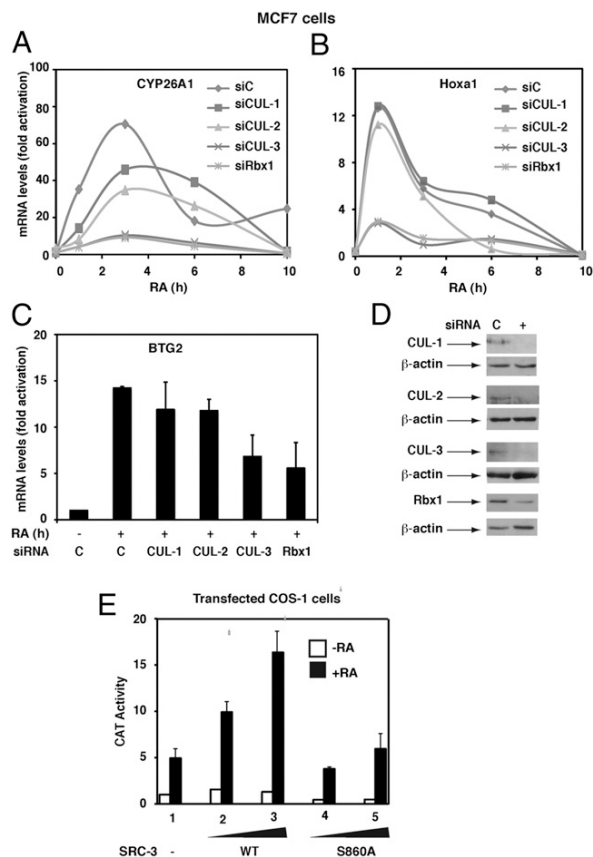 MCF7 cells
A
CYP26A1
mRNA levels (fold activation)
100
80
60
40
20
0
0 2 4 6 8 10
RA (h)
siC
siCUL-1
siCUL-2
siCUL-3
siRbx1
B
Hoxa1
16
12
8
4
0
0 2 4 6 8 10
RA (h)
siC
siCUL-1
siCUL-2
siCUL-3
siRbx1
C
BTG2
mRNA levels (fold activation)
20
15
10
5
0
RA (h) - + + + + +
siRNA C C CUL-1 CUL-2 CUL-3 Rbx1
D
siRNA C +
CUL-1
β-actin
CUL-2
β-actin
CUL-3
β-actin
Rbx1
β-actin
E
Transfected COS-1 cells
CAT Activity
20
15
10
5
0
-RA
+RA
1 2 3 4 5
SRC-3 - WT S860A